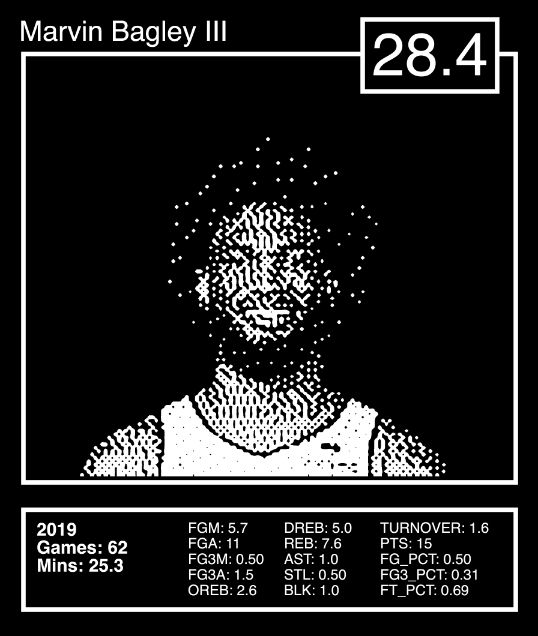 Marvin Bagley III
28.4
2019
Games: 62
Mins: 25.3
FGM: 5.7
FGA: 11
FG3M: 0.50
FG3A: 1.5
OREB: 2.6
DREB: 5.0
REB: 7.6
AST: 1.0
STL: 0.50
BLK: 1.0
TURNOVER: 1.6
PTS: 15
FG_PCT: 0.50
FG3_PCT: 0.31
FT_PCT: 0.69